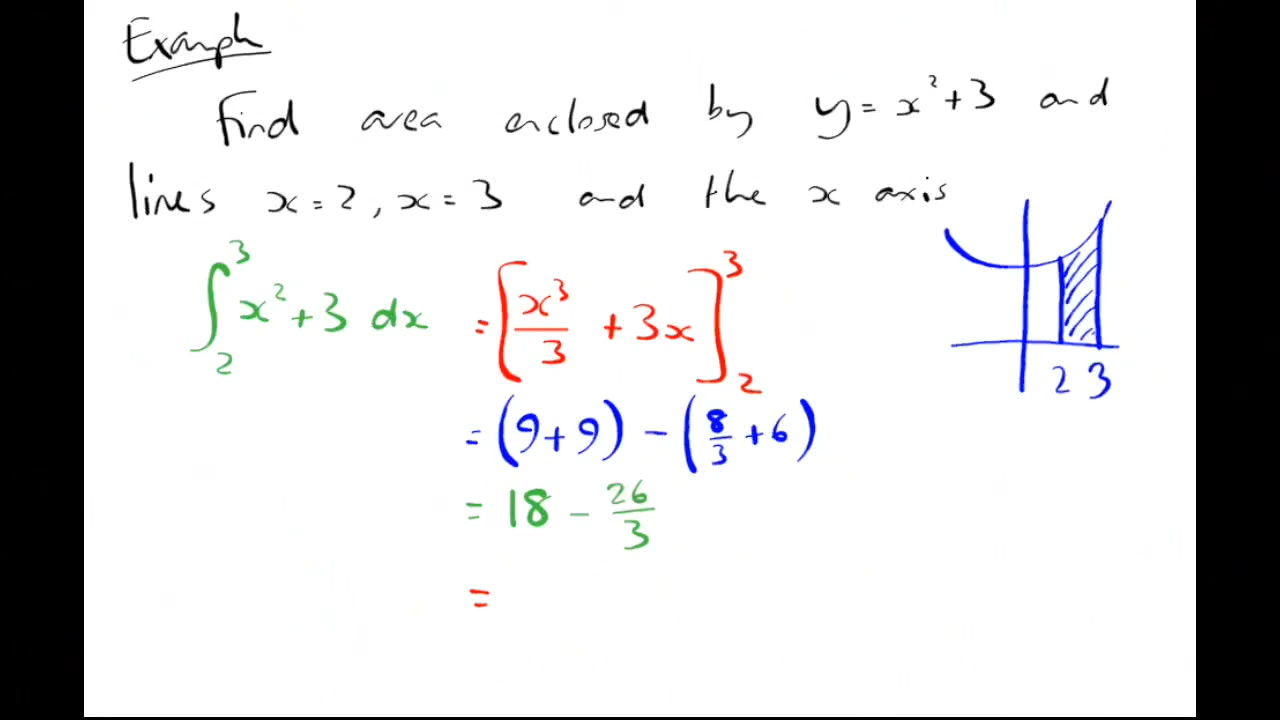 Example
Find area enclosed by y = x² + 3 and
lines x = 2, x = 3 and the x axis
∫₂³ x² + 3 dx = [x³/3 + 3x]₂³
2 3
= (9 + 9) − (8/3 + 6)
= 18 − 26/3
=